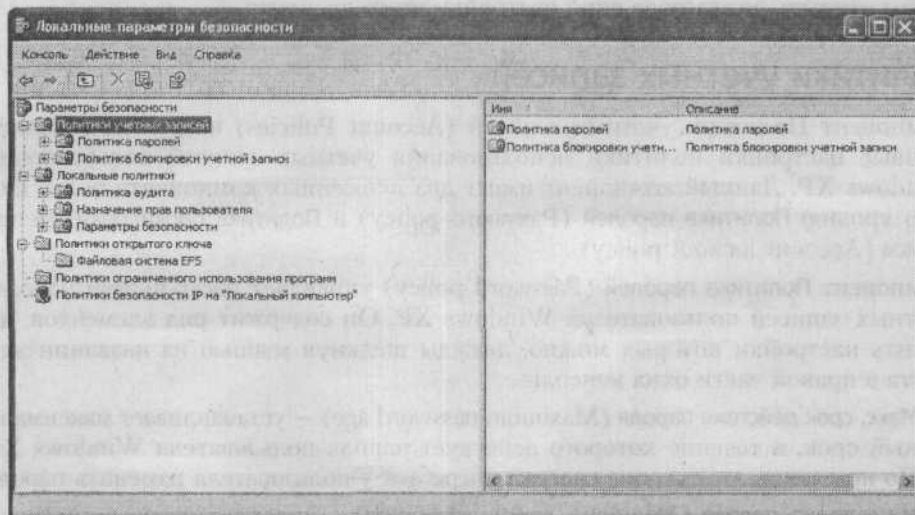 Локальные параметры безопасности
Консоль Действие Вид Справка
Параметры безопасности
Политики учетных записей
Политика паролей
Политика блокировки учетной записи
Локальные политики
Политика аудита
Назначение прав пользователя
Параметры безопасности
Политики открытого ключа
Файловая система EFS
Политики ограниченного использования программ
Политики безопасности IP на "Локальный компьютер"
Имя Описание
Политика паролей Политика паролей
Политика блокировки учетн... Политика блокировки учетной записи